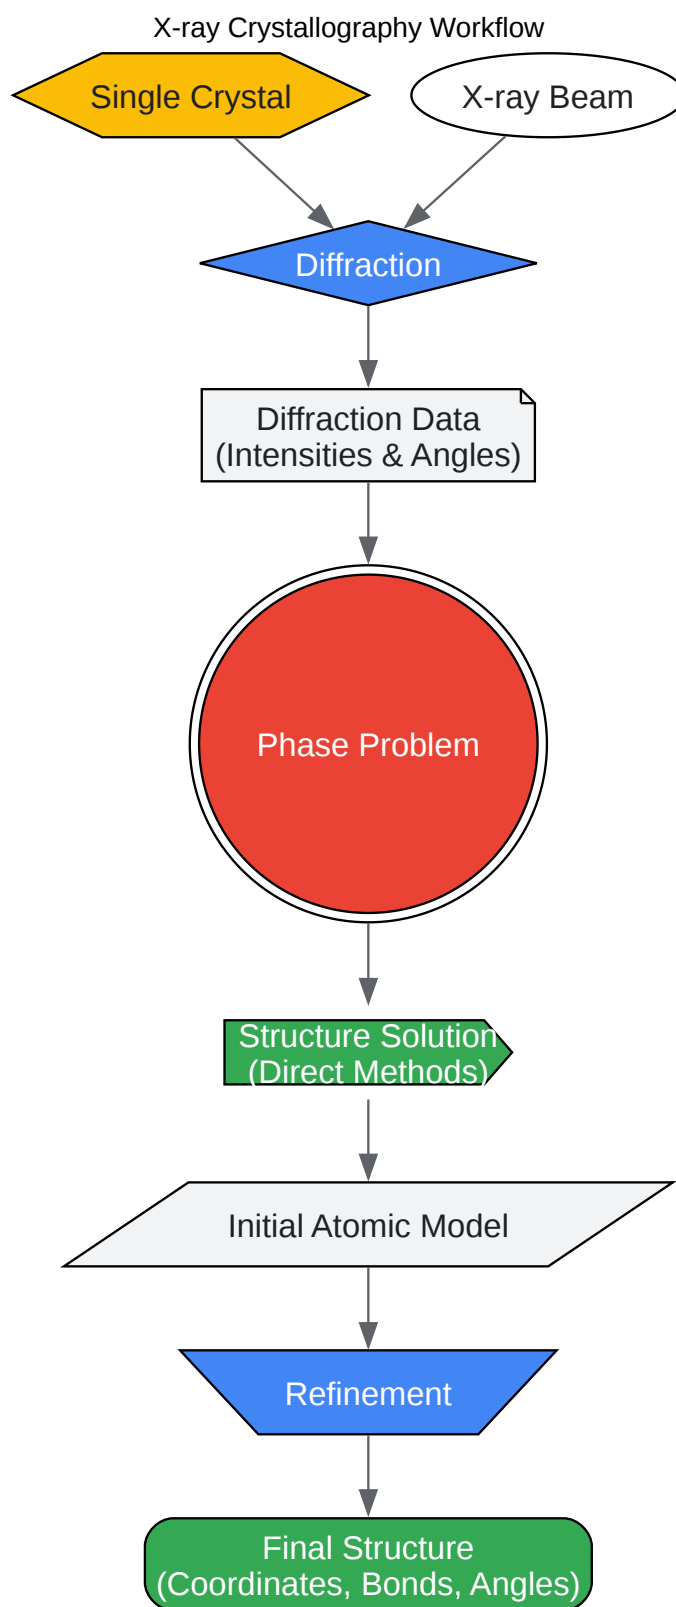 X-ray Crystallography Workflow
Single Crystal
X-ray Beam
Diffraction
Diffraction Data
(Intensities & Angles)
Phase Problem
Structure Solution
(Direct Methods)
Initial Atomic Model
Refinement
Final Structure
(Coordinates, Bonds, Angles)